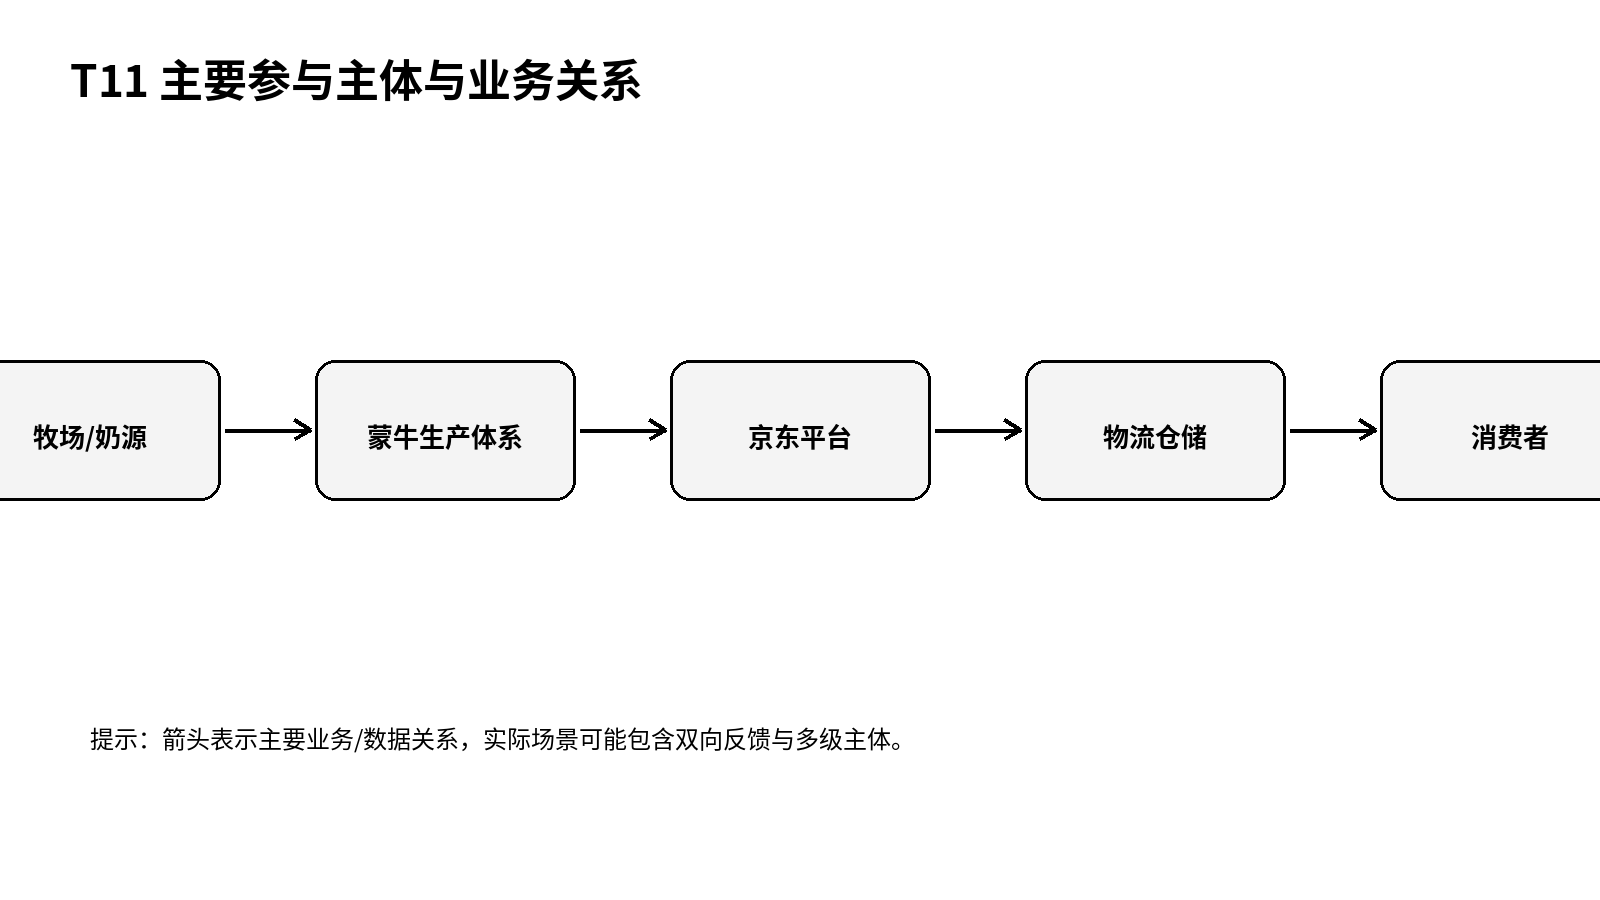 T11 主要参与主体与业务关系
牧场/奶源
蒙牛生产体系
京东平台
物流仓储
消费者
提示：箭头表示主要业务/数据关系，实际场景可能包含双向反馈与多级主体。